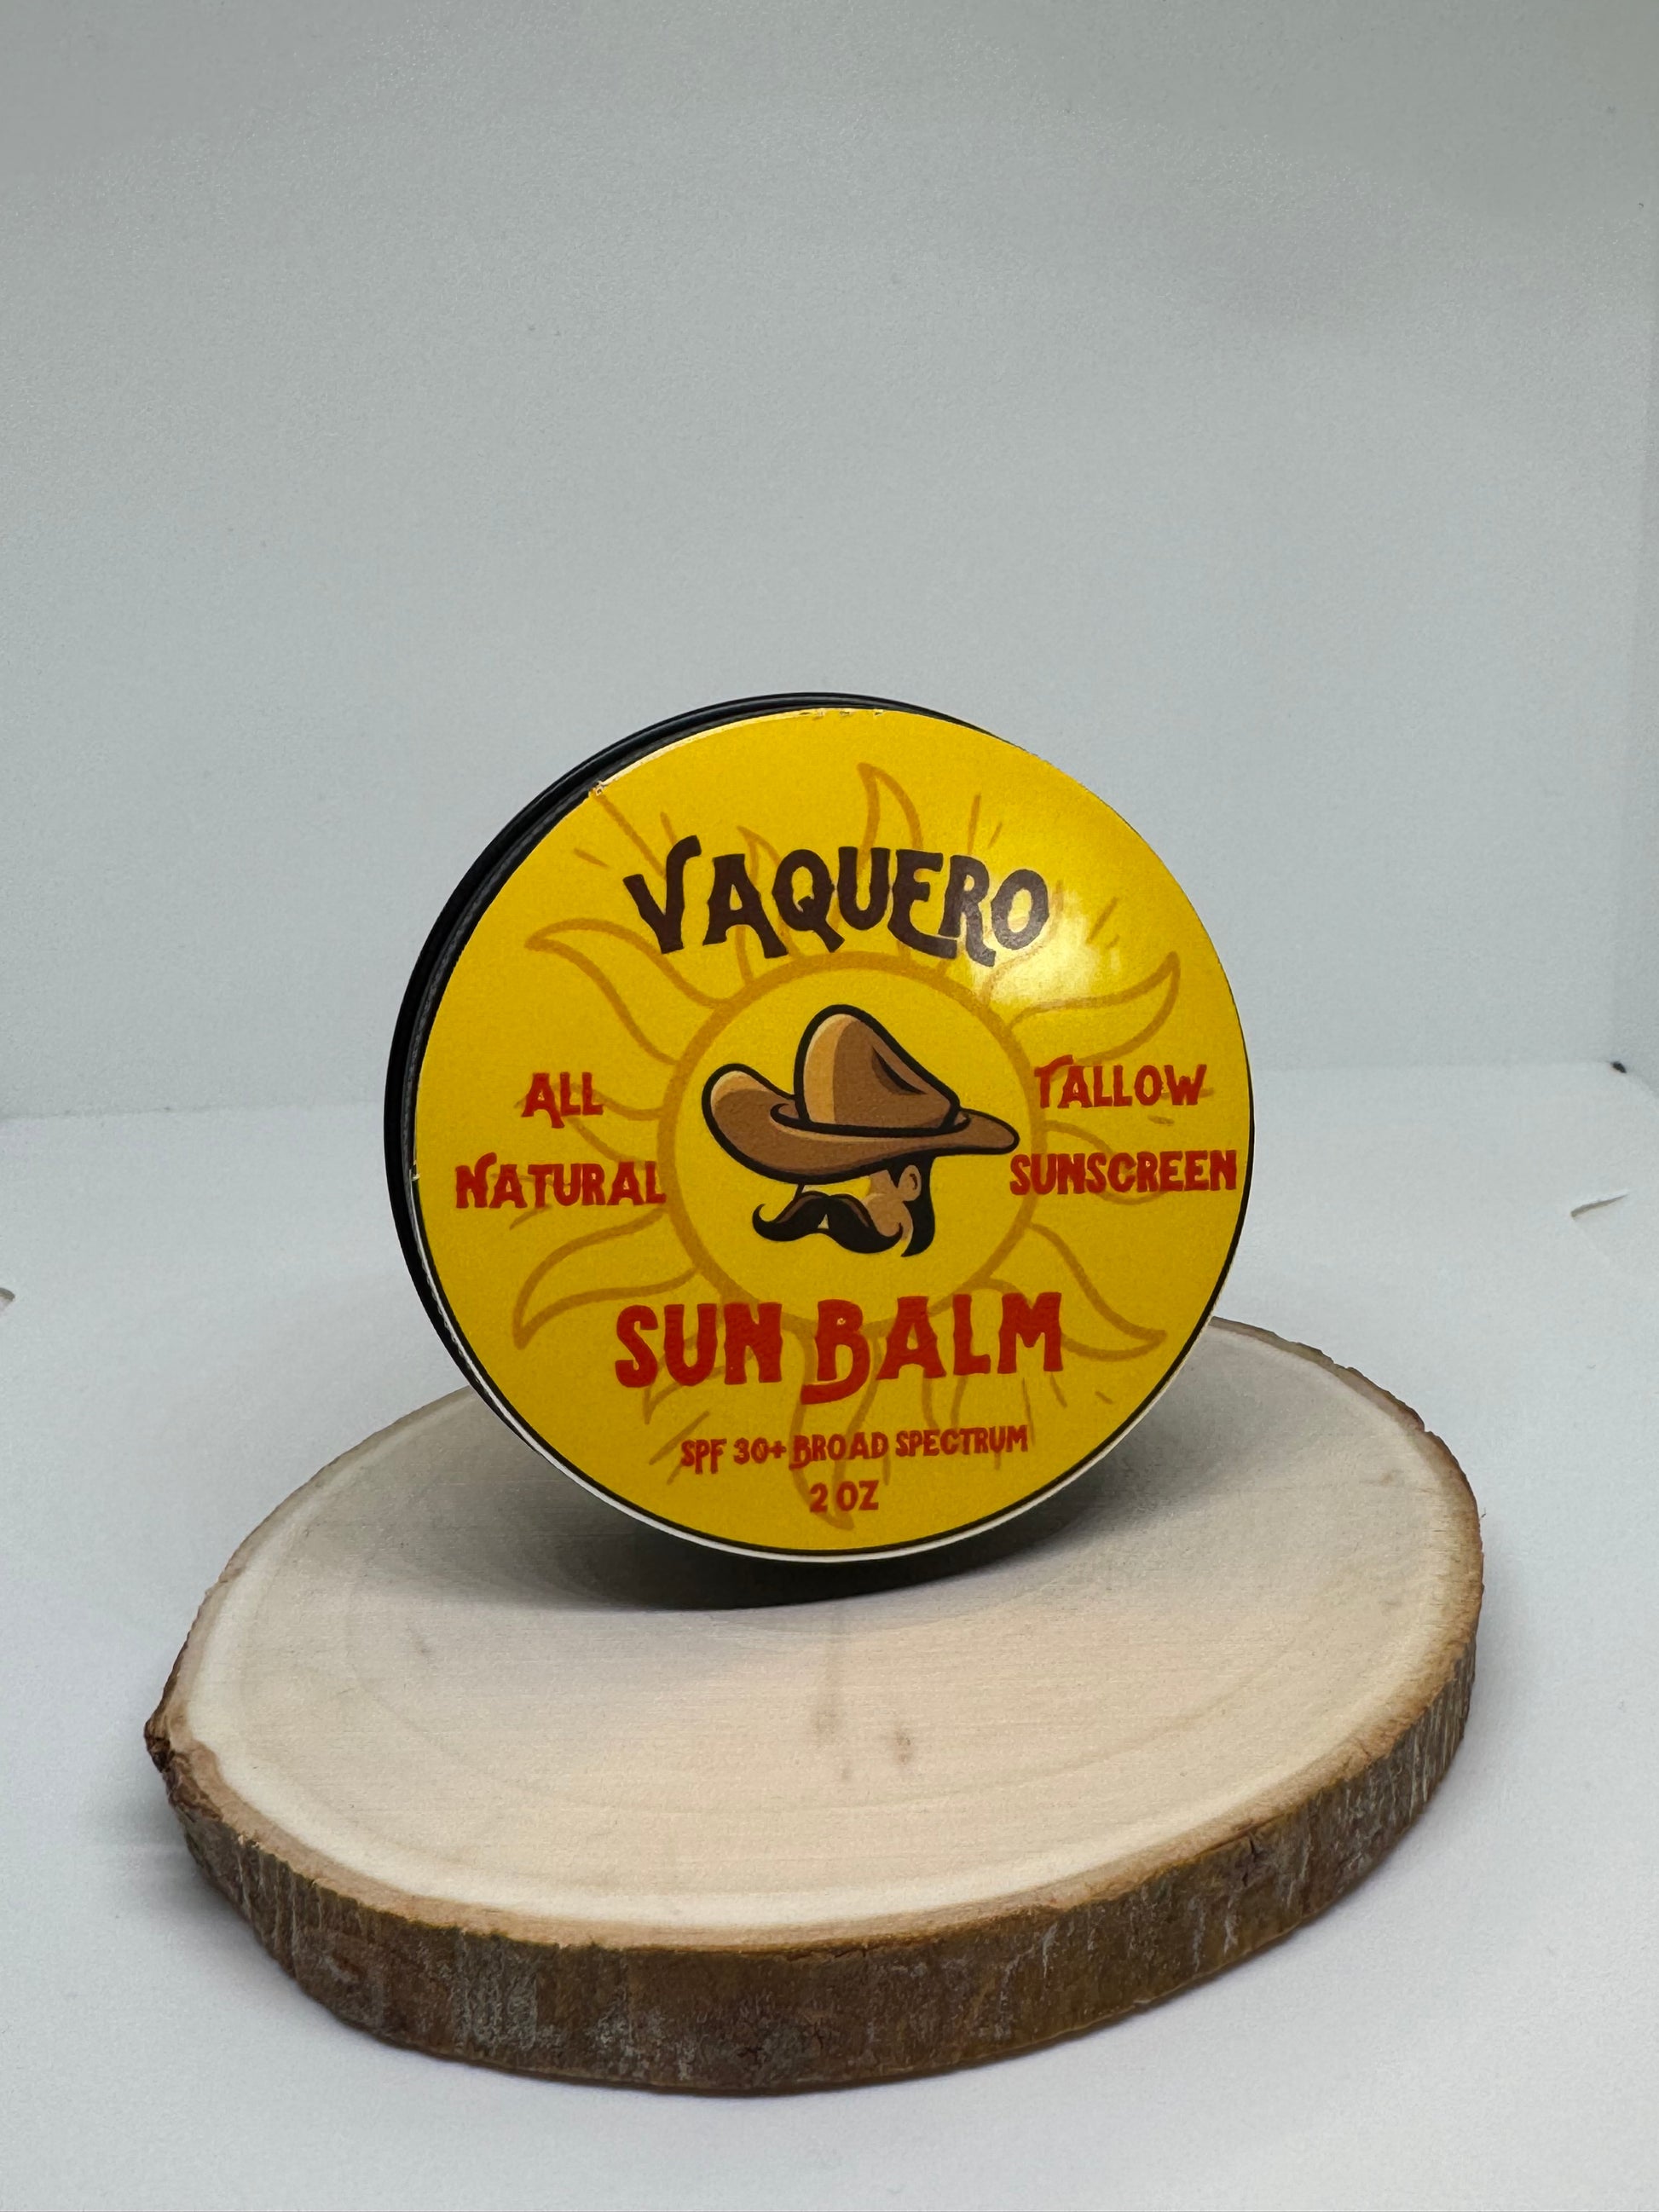 VAQUERO
ALL
NATURAL
TALLOW
SUNSCREEN
SUN BALM
SPF 30+ BROAD SPECTRUM
2 OZ